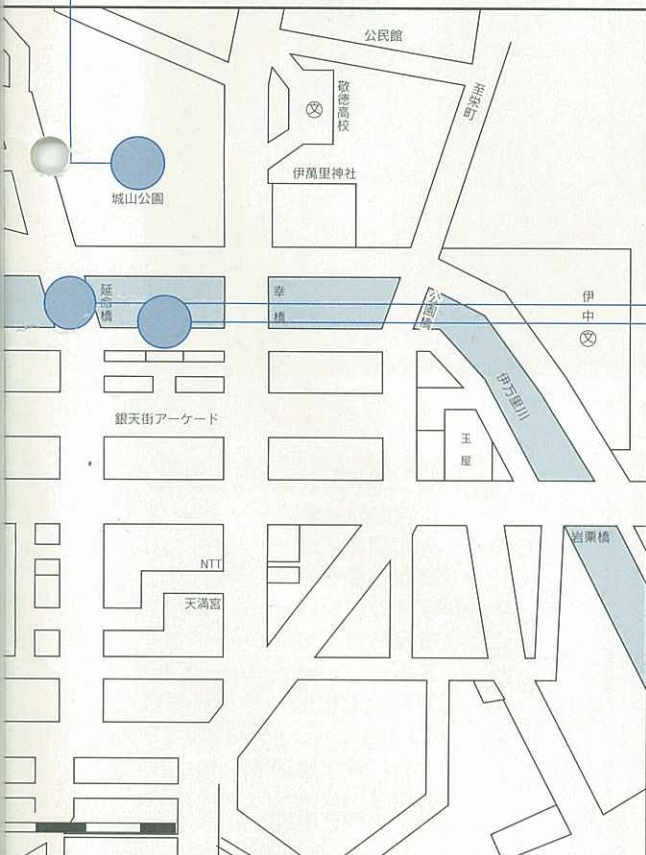 公民館
敬徳高校
文
至栄町
城山公園
伊萬里神社
延命橋
幸橋
公園橋
伊中
文
伊万里川
銀天街アーケード
玉屋
岩栗橋
NTT
天満宮